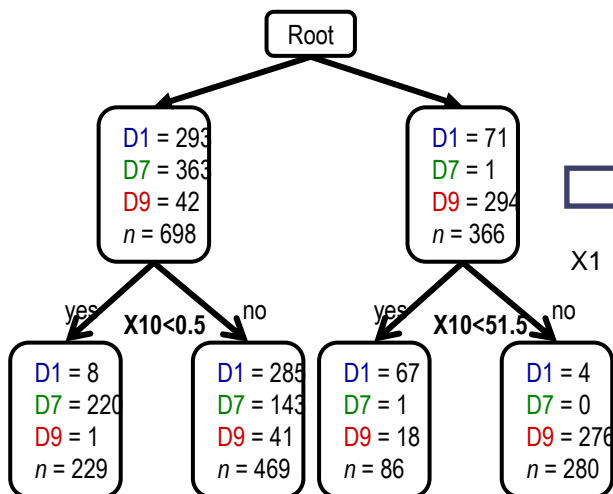 Root
D1 = 293
D7 = 363
D9 = 42
n = 698
D1 = 71
D7 = 1
D9 = 294
n = 366
X1
yes
X10<0.5
no
yes
X10<51.5
no
D1 = 8
D7 = 220
D9 = 1
n = 229
D1 = 285
D7 = 143
D9 = 41
n = 469
D1 = 67
D7 = 1
D9 = 18
n = 86
D1 = 4
D7 = 0
D9 = 276
n = 280